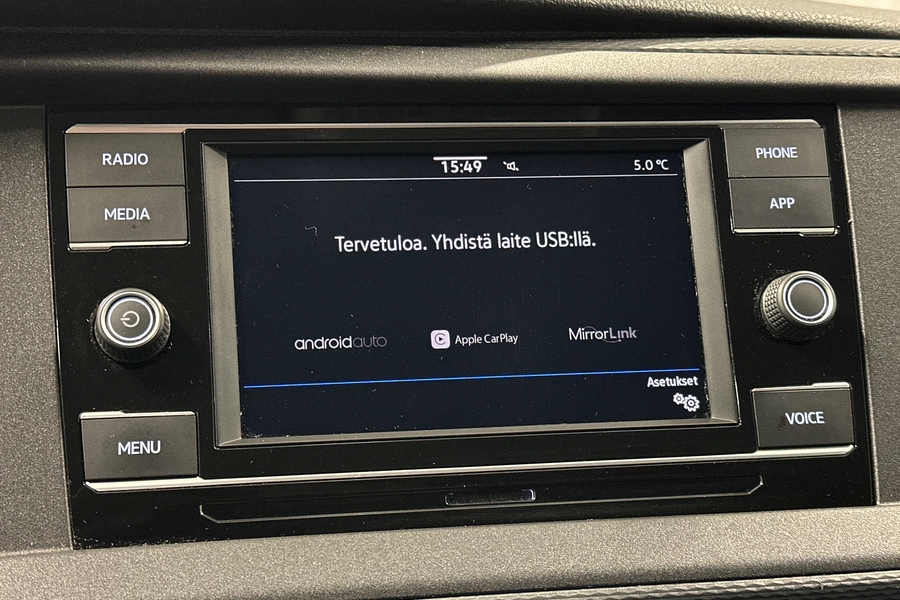 RADIO
MEDIA
MENU
15:49
5.0 °C
Tervetuloa. Yhdistä laite USB:llä.
androidauto
Apple CarPlay
MirrorLink
Asetukset
PHONE
APP
VOICE